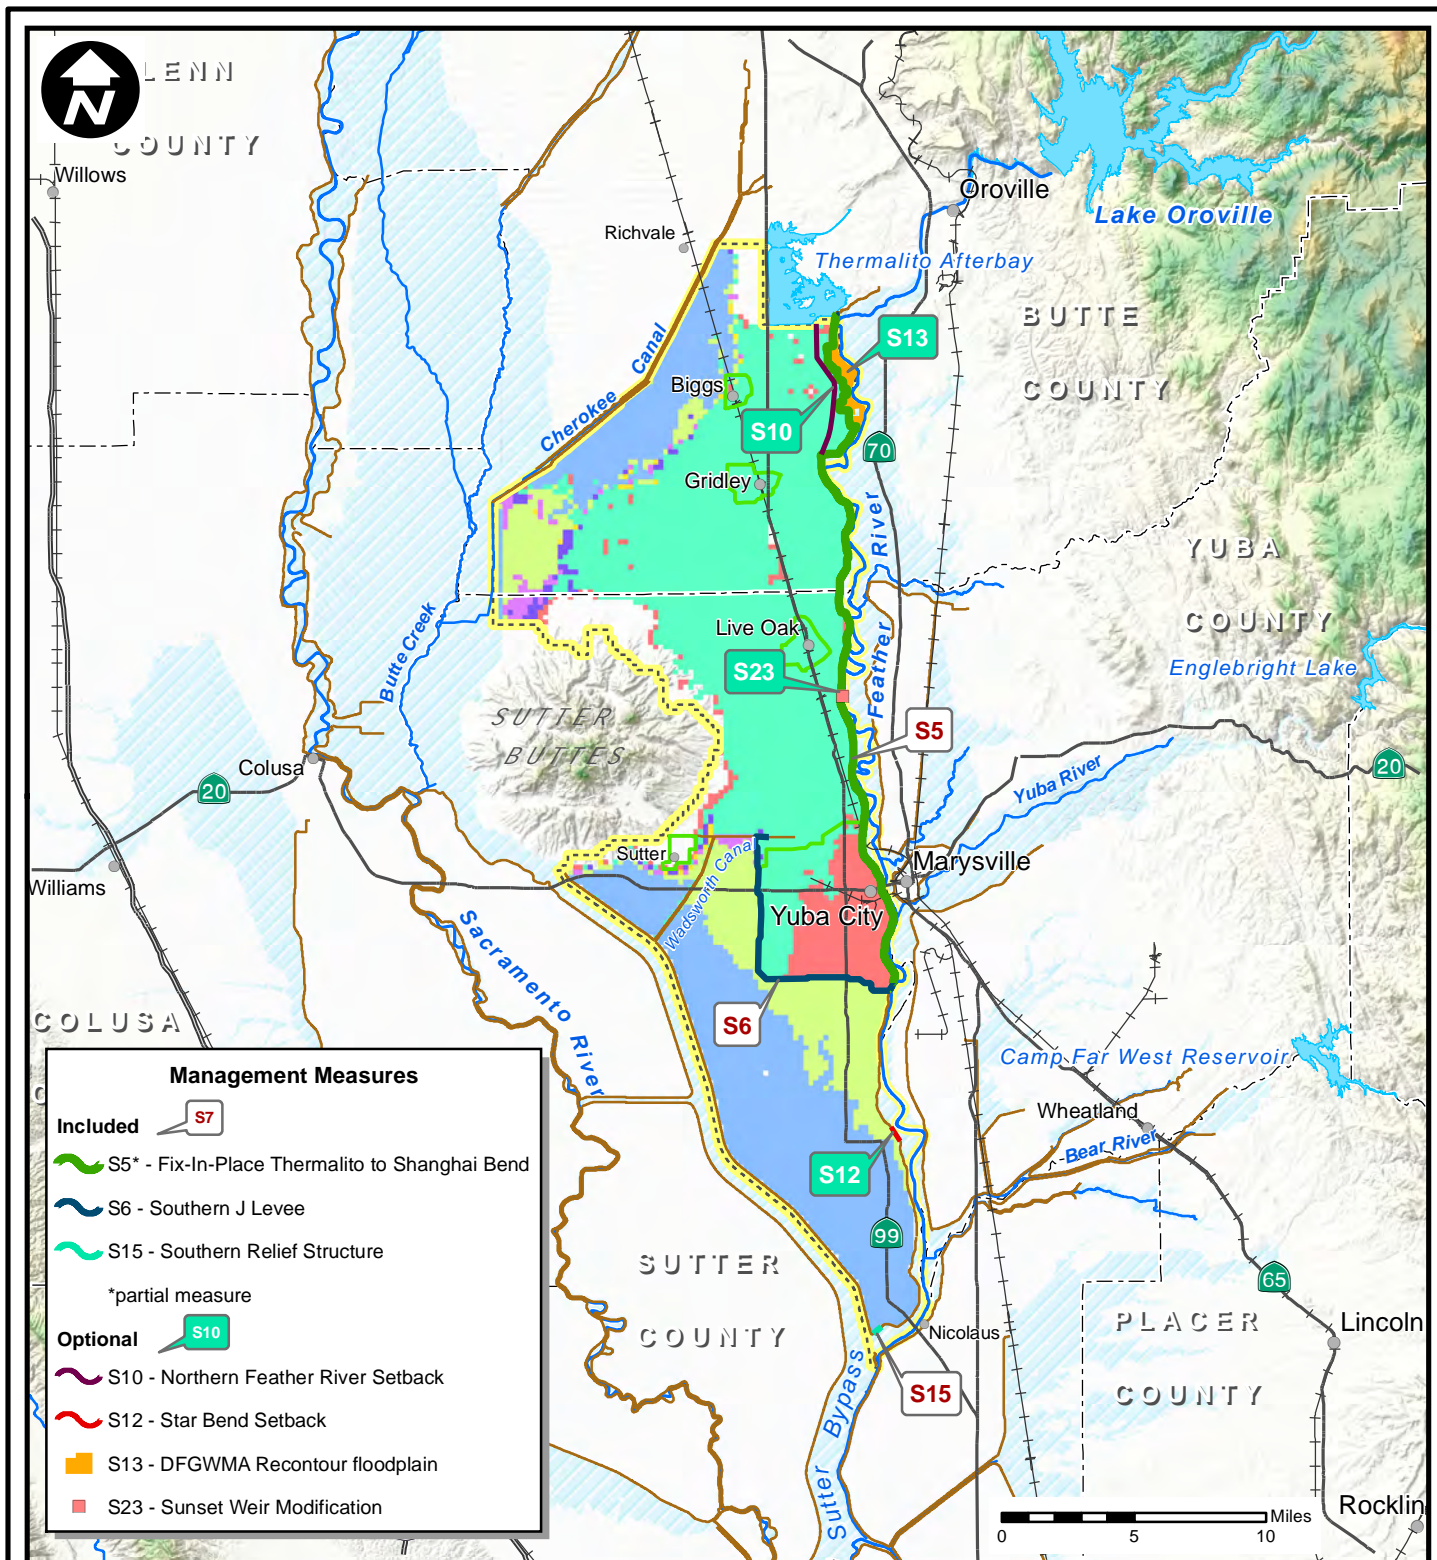 N
LENN
COUNTY
Willows
Richvale
Oroville
Lake Oroville
Thermalito Afterbay
BUTTE
COUNTY
S13
Cherokee Canal
Biggs
S10
70
Gridley
Feather River
YUBA
COUNTY
Butte Creek
Live Oak
S23
Englebright Lake
SUTTER
BUTTES
S5
Colusa
20
Yuba River
20
Sutter
Wadsworth Canal
Marysville
Williams
Yuba City
Sacramento River
S6
COLUSA
C
Camp Far West Reservoir
Wheatland
Bear River
S12
99
SUTTER
COUNTY
65
PLACER
COUNTY
Nicolaus
Lincoln
S15
Sutter Bypass
Rocklin
Miles
0 5 10
Management Measures
Included S7
S5* - Fix-In-Place Thermalito to Shanghai Bend
S6 - Southern J Levee
S15 - Southern Relief Structure
*partial measure
Optional S10
S10 - Northern Feather River Setback
S12 - Star Bend Setback
S13 - DFGWMA Recontour floodplain
S23 - Sunset Weir Modification